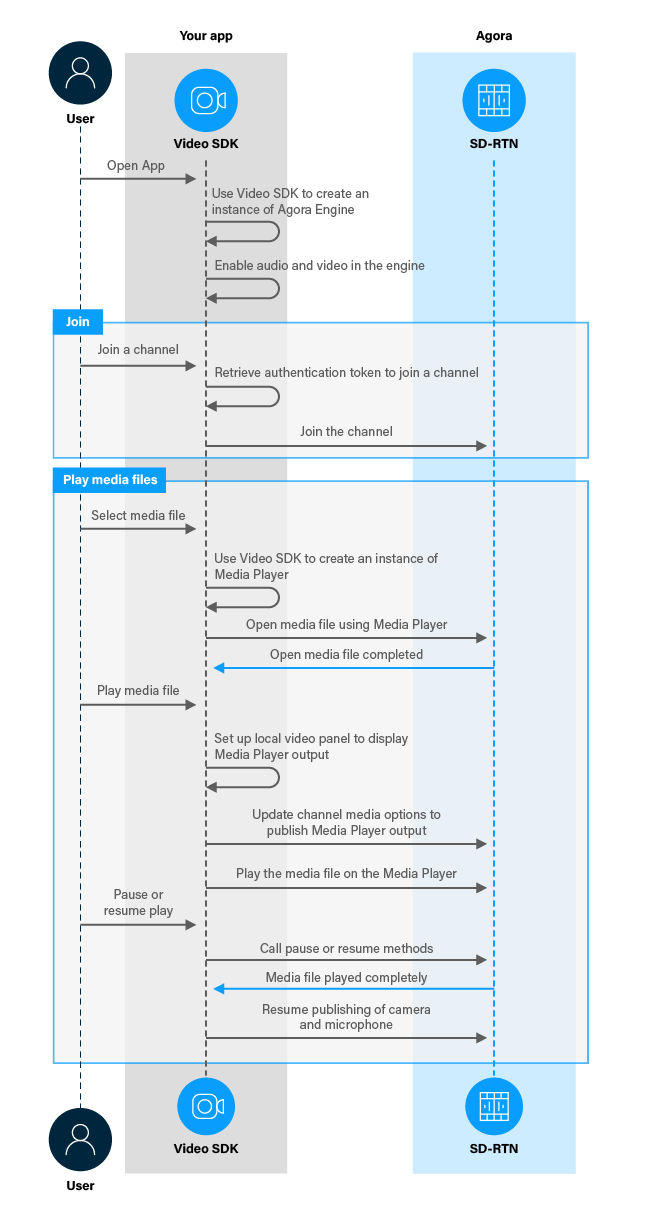 Your app
Agora
User
Video SDK
SD-RTN
Open App
Use Video SDK to create an
instance of Agora Engine
Enable audio and video in the engine
Join
Join a channel
Retrieve authentication token to join a channel
Join the channel
Play media files
Select media file
Use Video SDK to create an instance of
Media Player
Open media file using Media Player
Open media file completed
Play media file
Set up local video panel to display
Media Player output
Update channel media options to
publish Media Player output
Play the media file on the Media Player
Pause or
resume play
Call pause or resume methods
Media file played completely
Resume publishing of camera
and microphone
Video SDK
SD-RTN
User